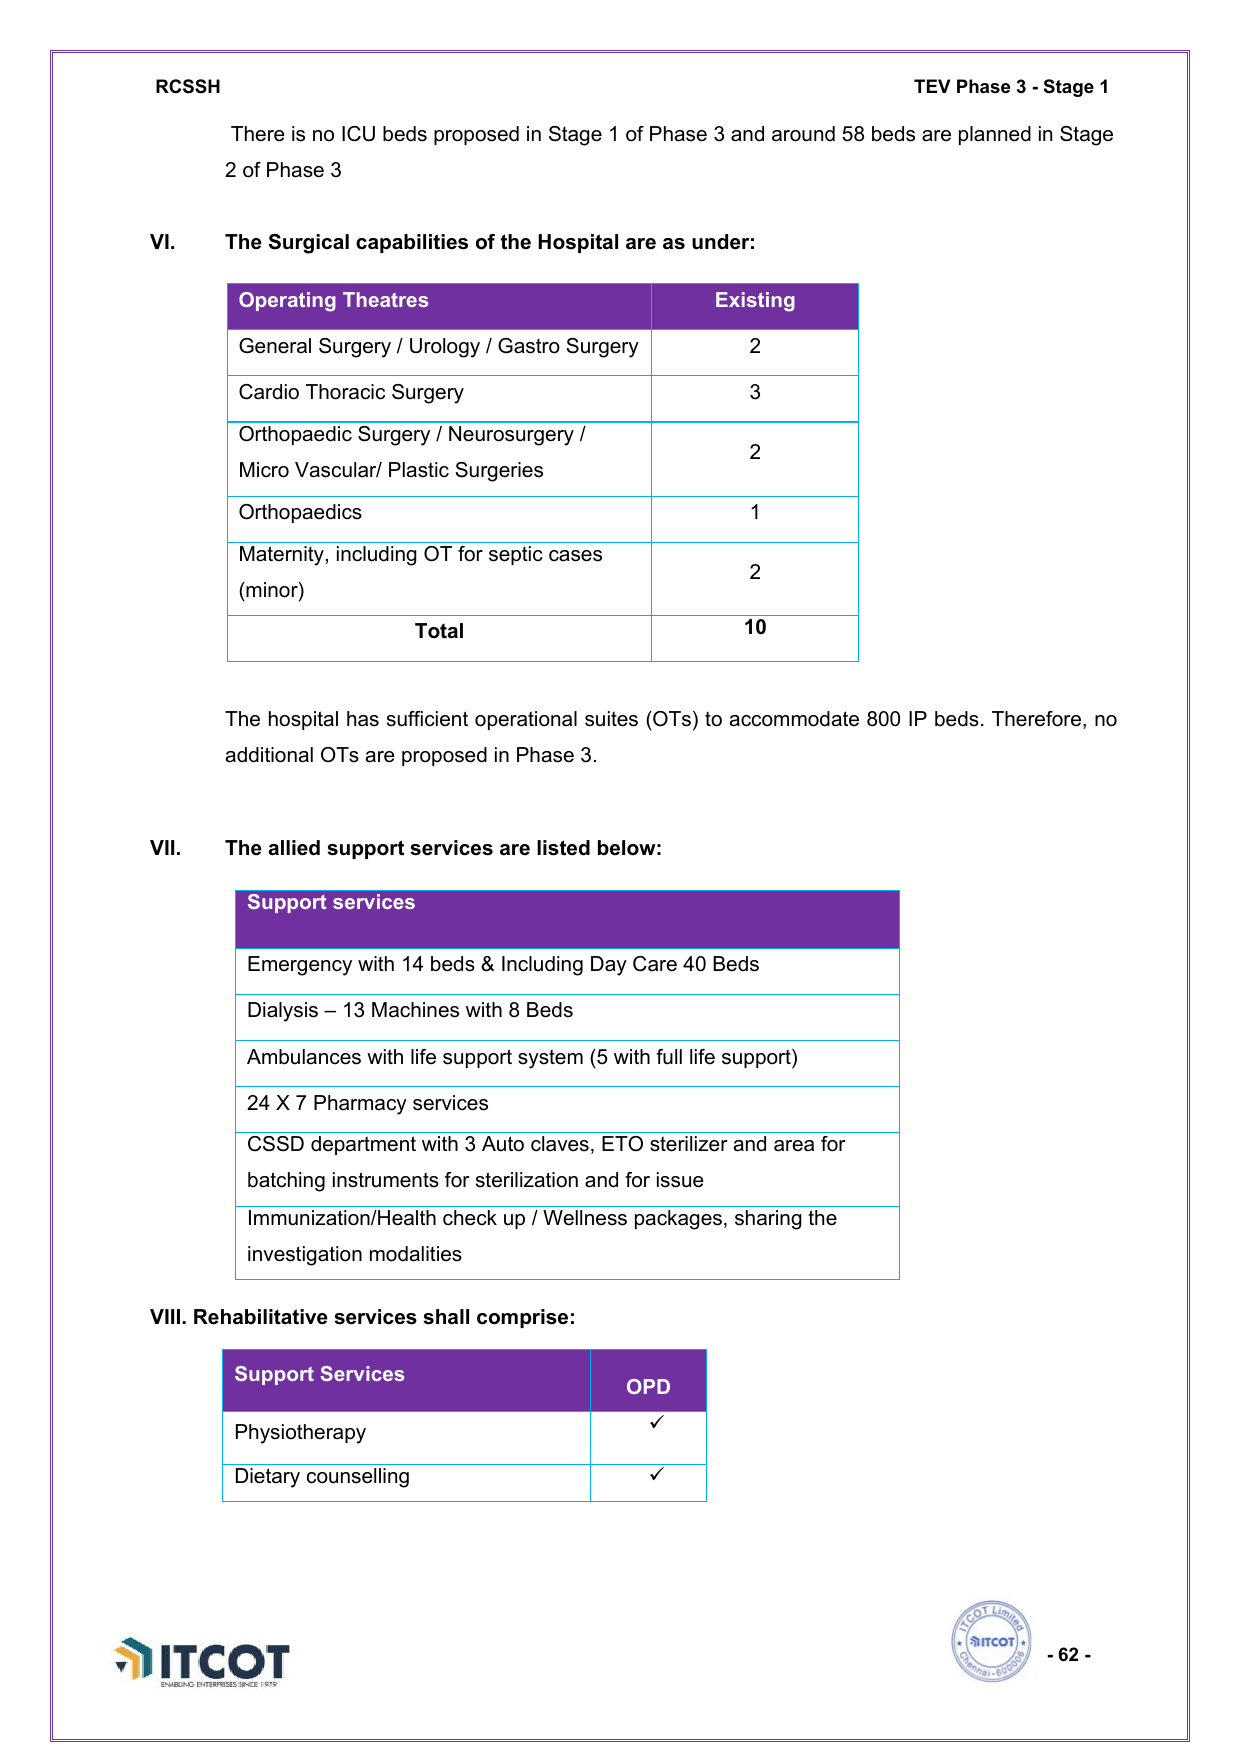 RCSSH
TEV Phase 3 - Stage 1
There is no ICU beds proposed in Stage 1 of Phase 3 and around 58 beds are planned in Stage
2 of Phase 3
VI. The Surgical capabilities of the Hospital are as under:
Operating Theatres Existing
General Surgery / Urology / Gastro Surgery 2
Cardio Thoracic Surgery 3
Orthopaedic Surgery / Neurosurgery /
Micro Vascular/ Plastic Surgeries
2
Orthopaedics 1
Maternity, including OT for septic cases
(minor)
2
Total 10
The hospital has sufficient operational suites (OTs) to accommodate 800 IP beds. Therefore, no
additional OTs are proposed in Phase 3.
VII. The allied support services are listed below:
Support services
Emergency with 14 beds & Including Day Care 40 Beds
Dialysis – 13 Machines with 8 Beds
Ambulances with life support system (5 with full life support)
24 X 7 Pharmacy services
CSSD department with 3 Auto claves, ETO sterilizer and area for
batching instruments for sterilization and for issue
Immunization/Health check up / Wellness packages, sharing the
investigation modalities
VIII. Rehabilitative services shall comprise:
Support Services OPD
Physiotherapy ✓
Dietary counselling ✓
ITCOT
ENABLING ENTERPRISES SINCE 1979
ITCOT Limited
ITCOT
Chennai-600006
- 62 -